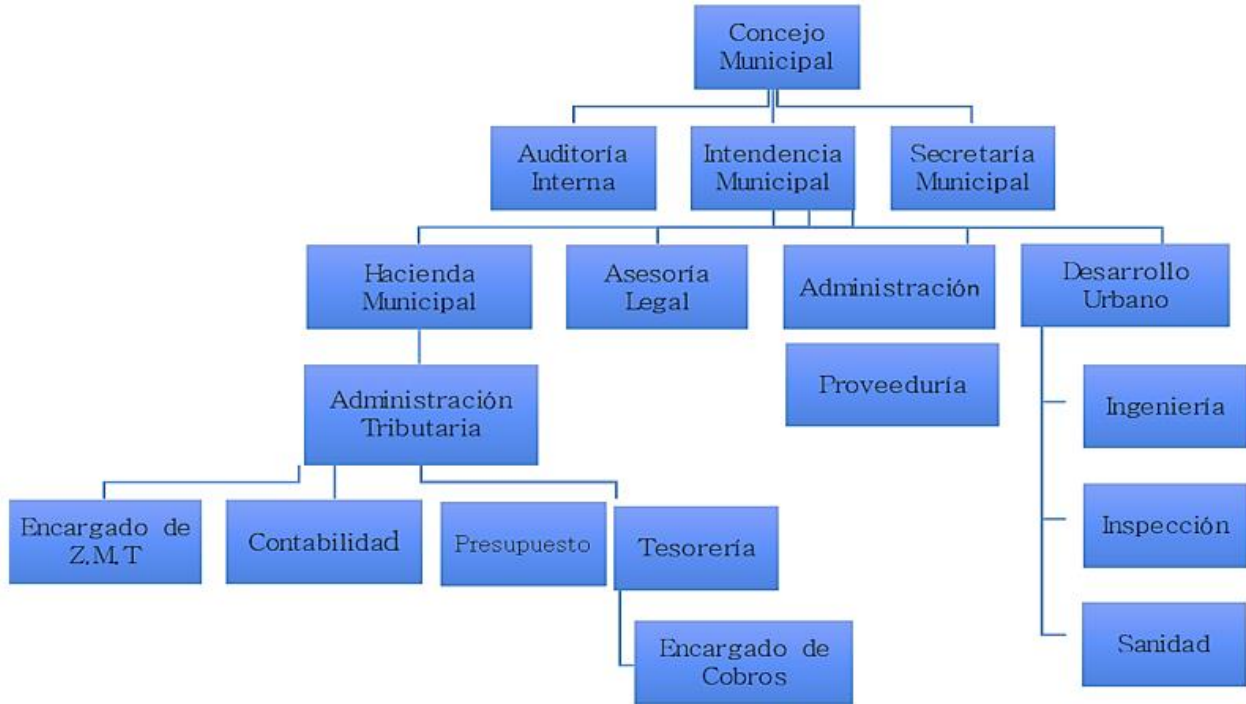 Concejo
Municipal
Auditoría
Interna
Intendencia
Municipal
Secretaría
Municipal
Hacienda
Municipal
Asesoría
Legal
Administración
Desarrollo
Urbano
Administración
Tributaria
Proveeduría
Ingeniería
Encargado de
Z.M.T
Contabilidad
Presupuesto
Tesorería
Inspección
Encargado de
Cobros
Sanidad